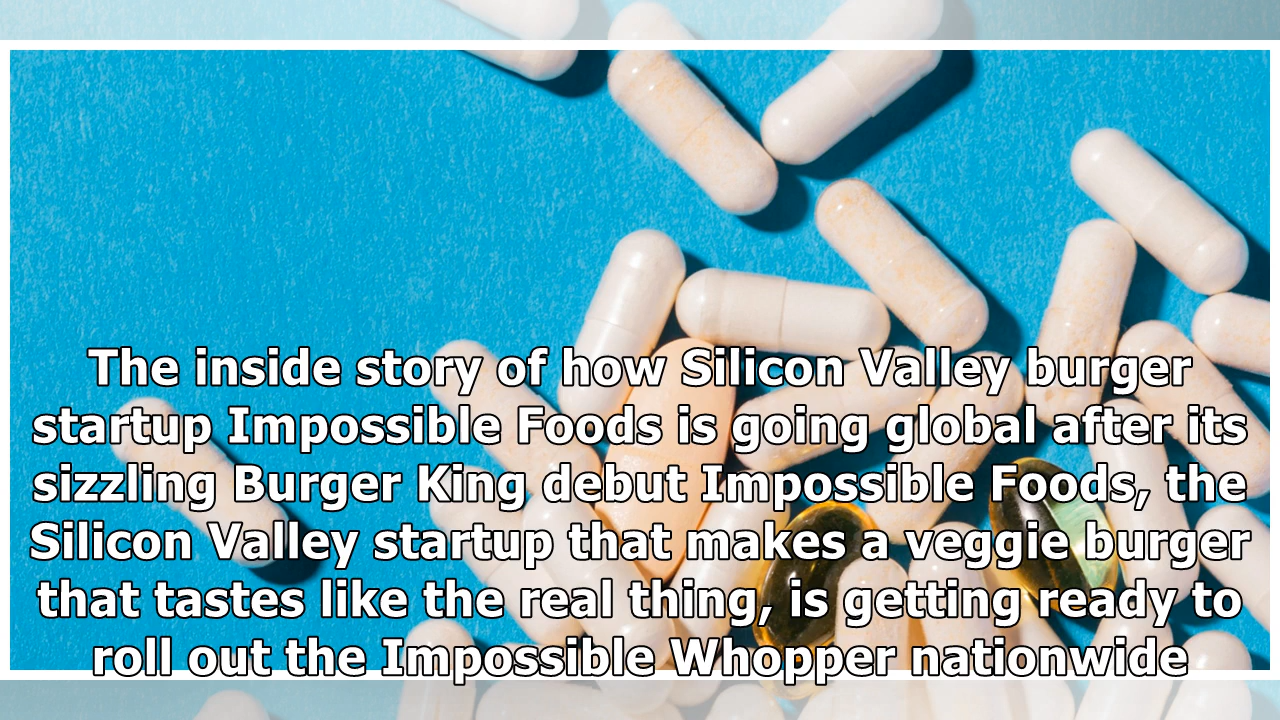 The inside story of how Silicon Valley burger
startup Impossible Foods is going global after its
sizzling Burger King debut Impossible Foods, the
Silicon Valley startup that makes a veggie burger
that tastes like the real thing, is getting ready to
roll out the Impossible Whopper nationwide